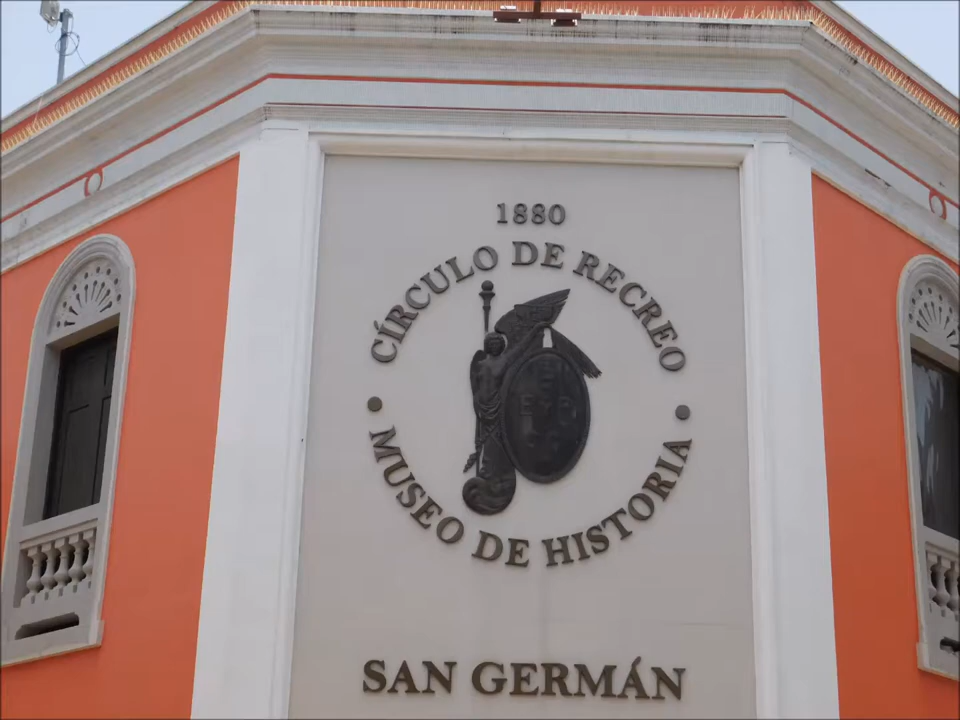 1880
CÍRCULO DE RECREO
MUSEO DE HISTORIA
SAN GERMÁN